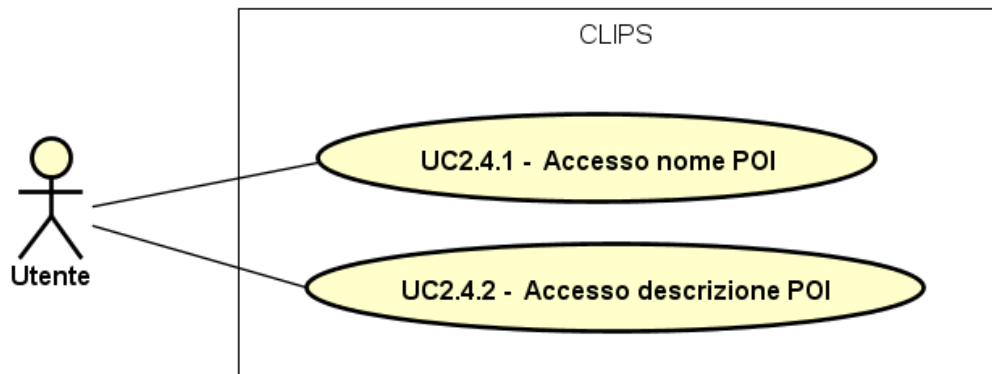 CLIPS
UC2.4.1 -  Accesso nome POI
Utente
UC2.4.2 -  Accesso descrizione POI